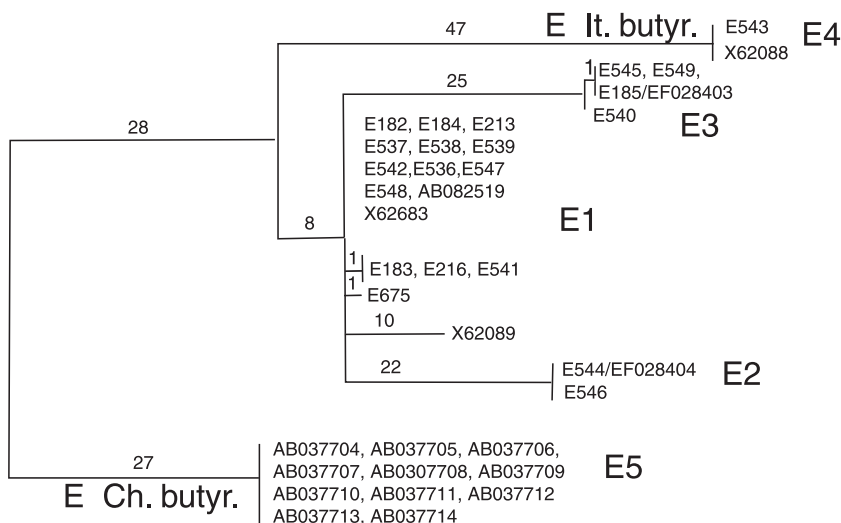 47
E It. butyr.
E543
X62088
E4
28
25
1
E545, E549,
E185/EF028403
E540
E3
E182, E184, E213
E537, E538, E539
E542,E536,E547
E548, AB082519
X62683
E1
8
1
E183, E216, E541
1
E675
10
X62089
22
E544/EF028404
E546
E2
27
E Ch. butyr.
AB037704, AB037705, AB037706,
AB037707, AB0307708, AB037709
AB037710, AB037711, AB037712
AB037713, AB037714
E5